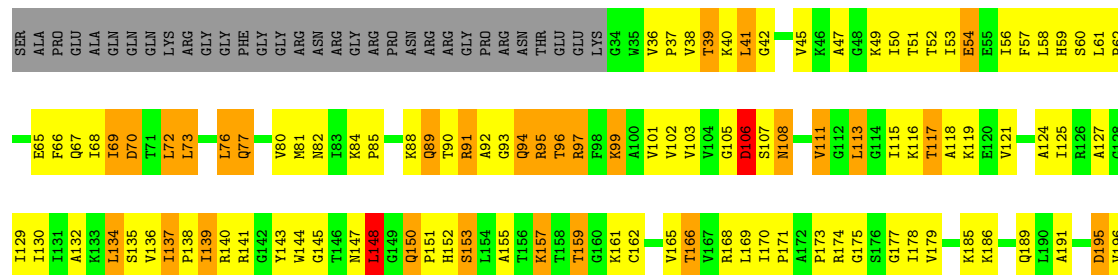 SER ALA PRO GLU ALA GLN GLN GLN LYS ARG GLY GLY PHE GLY GLY ARG ASN ARG GLY ARG PRO ASN ARG ARG GLY PRO ARG ASN THR GLU GLU LYS G34 W35 V36 P37 V38 T39 K40 L41 G42 V45 K46 A47 G48 K49 I50 T51 T52 I53 E54 E55 I56 F57 L58 H59 S60 L61
E65 F66 Q67 I68 I69 D70 T71 L72 L73 L76 Q77 V80 M81 N82 I83 K84 P85 K88 Q89 T90 R91 A92 G93 Q94 R95 T96 R97 F98 K99 A100 V101 V102 V103 V104 G105 D106 S107 N108 V111 G112 L113 G114 I115 K116 T117 A118 K119 E120 V121 A124 I125 R126 A127
I129 I130 I131 A132 K133 L134 S135 V136 I137 P138 I139 R140 R141 G142 Y143 W144 G145 T146 N147 L148 G149 Q150 P151 H152 S153 L154 A155 T156 K157 T158 T159 G160 K161 C162 V165 T166 V167 R168 L169 I170 P171 A172 P173 R174 G175 S176 G177 I178 V179 K185 K186 Q189 L190 A191 D195